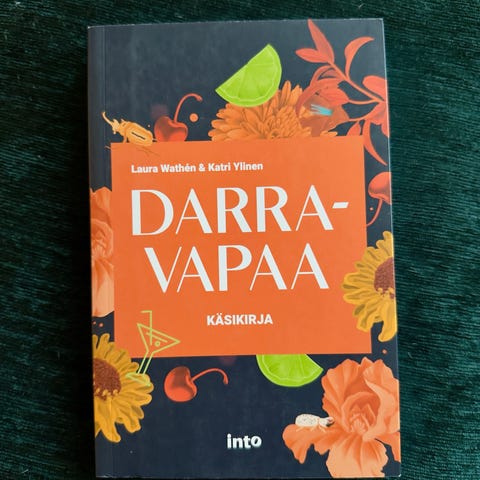 Laura Wathén & Katri Ylinen
DARRA-
VAPAA
KÄSIKIRJA
into